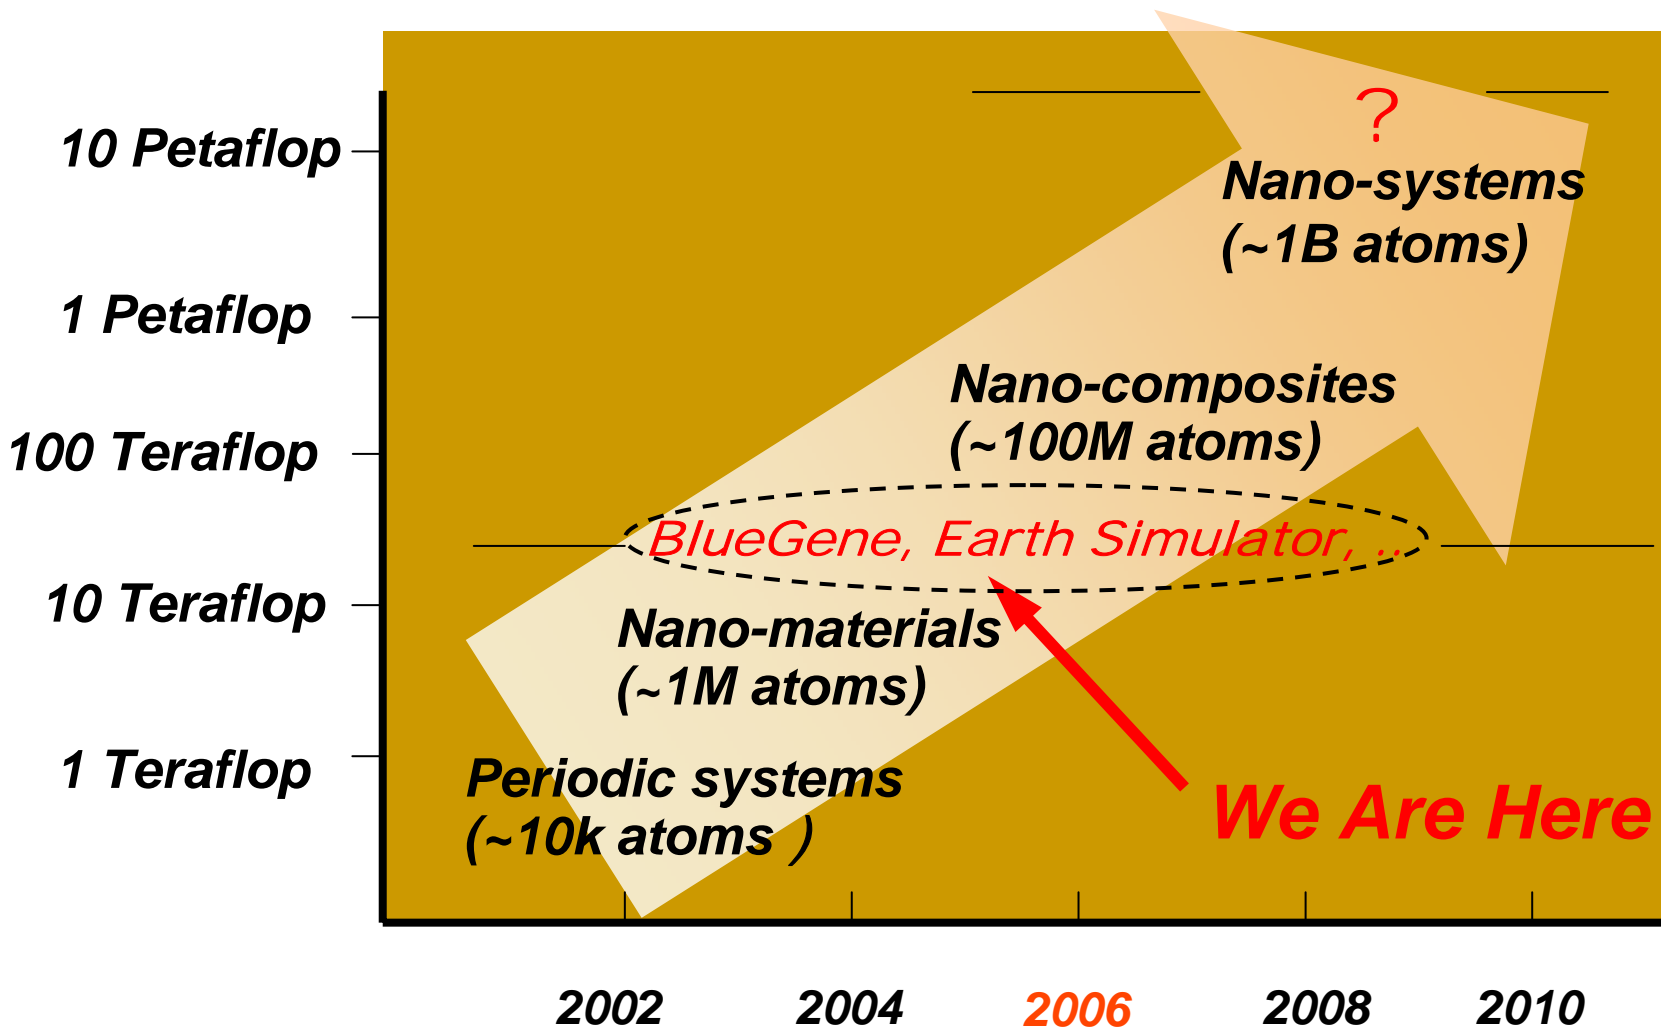 ?
10 Petaflop
Nano-systems
(~1B atoms)
1 Petaflop
Nano-composites
(~100M atoms)
100 Teraflop
BlueGene, Earth Simulator, ..
10 Teraflop
Nano-materials
(~1M atoms)
1 Teraflop
Periodic systems
(~10k atoms )
We Are Here
2002 2004 2006 2008 2010